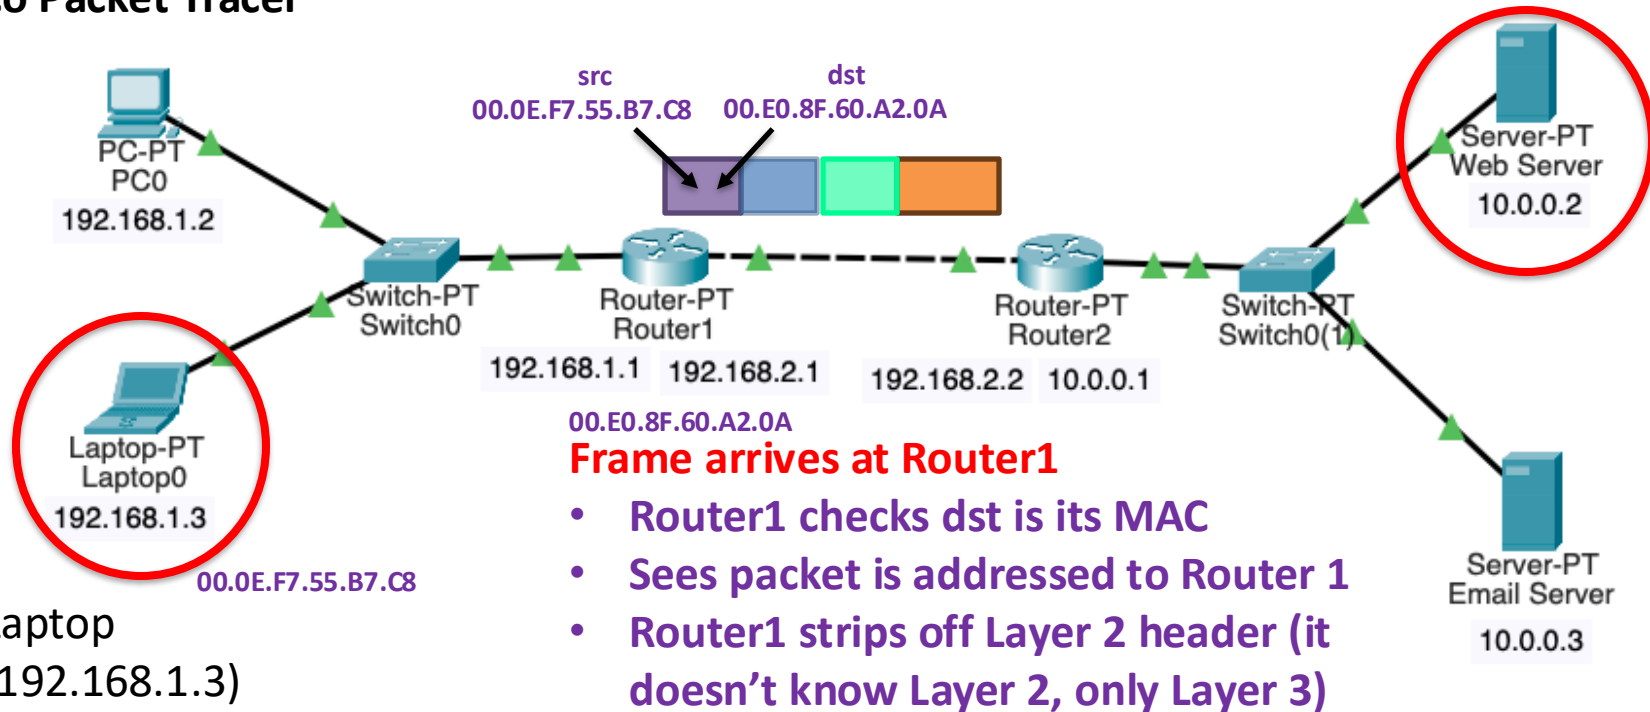 to Packet Tracer
src
dst
00.0E.F7.55.B7.C8
00.E0.8F.60.A2.0A
PC-PT
PC0
192.168.1.2
Server-PT
Web Server
10.0.0.2
Switch-PT
Switch0
Router-PT
Router1
Router-PT
Router2
Switch-PT
Switch0(1)
192.168.1.1
192.168.2.1
192.168.2.2
10.0.0.1
00.E0.8F.60.A2.0A
Laptop-PT
Laptop0
192.168.1.3
00.0E.F7.55.B7.C8
Frame arrives at Router1
• Router1 checks dst is its MAC
• Sees packet is addressed to Router 1
• Router1 strips off Layer 2 header (it
doesn’t know Layer 2, only Layer 3)
Server-PT
Email Server
10.0.0.3
Laptop
192.168.1.3)